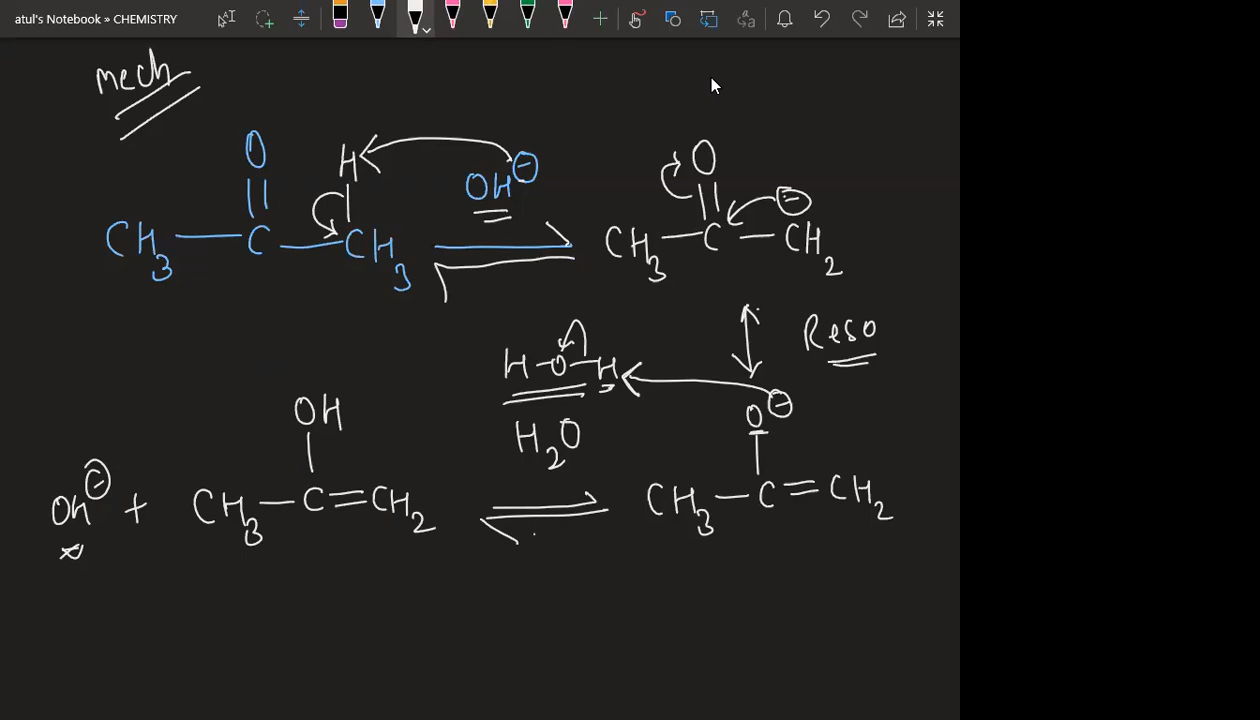 atul's Notebook » CHEMISTRY
mech
O H OH⊖ O ⊖
CH3 — C — CH3 CH3 — C — CH2
Reso
H-O-H O⊖
OH H2O
OH⊖ + CH3 — C = CH2 CH3 — C = CH2